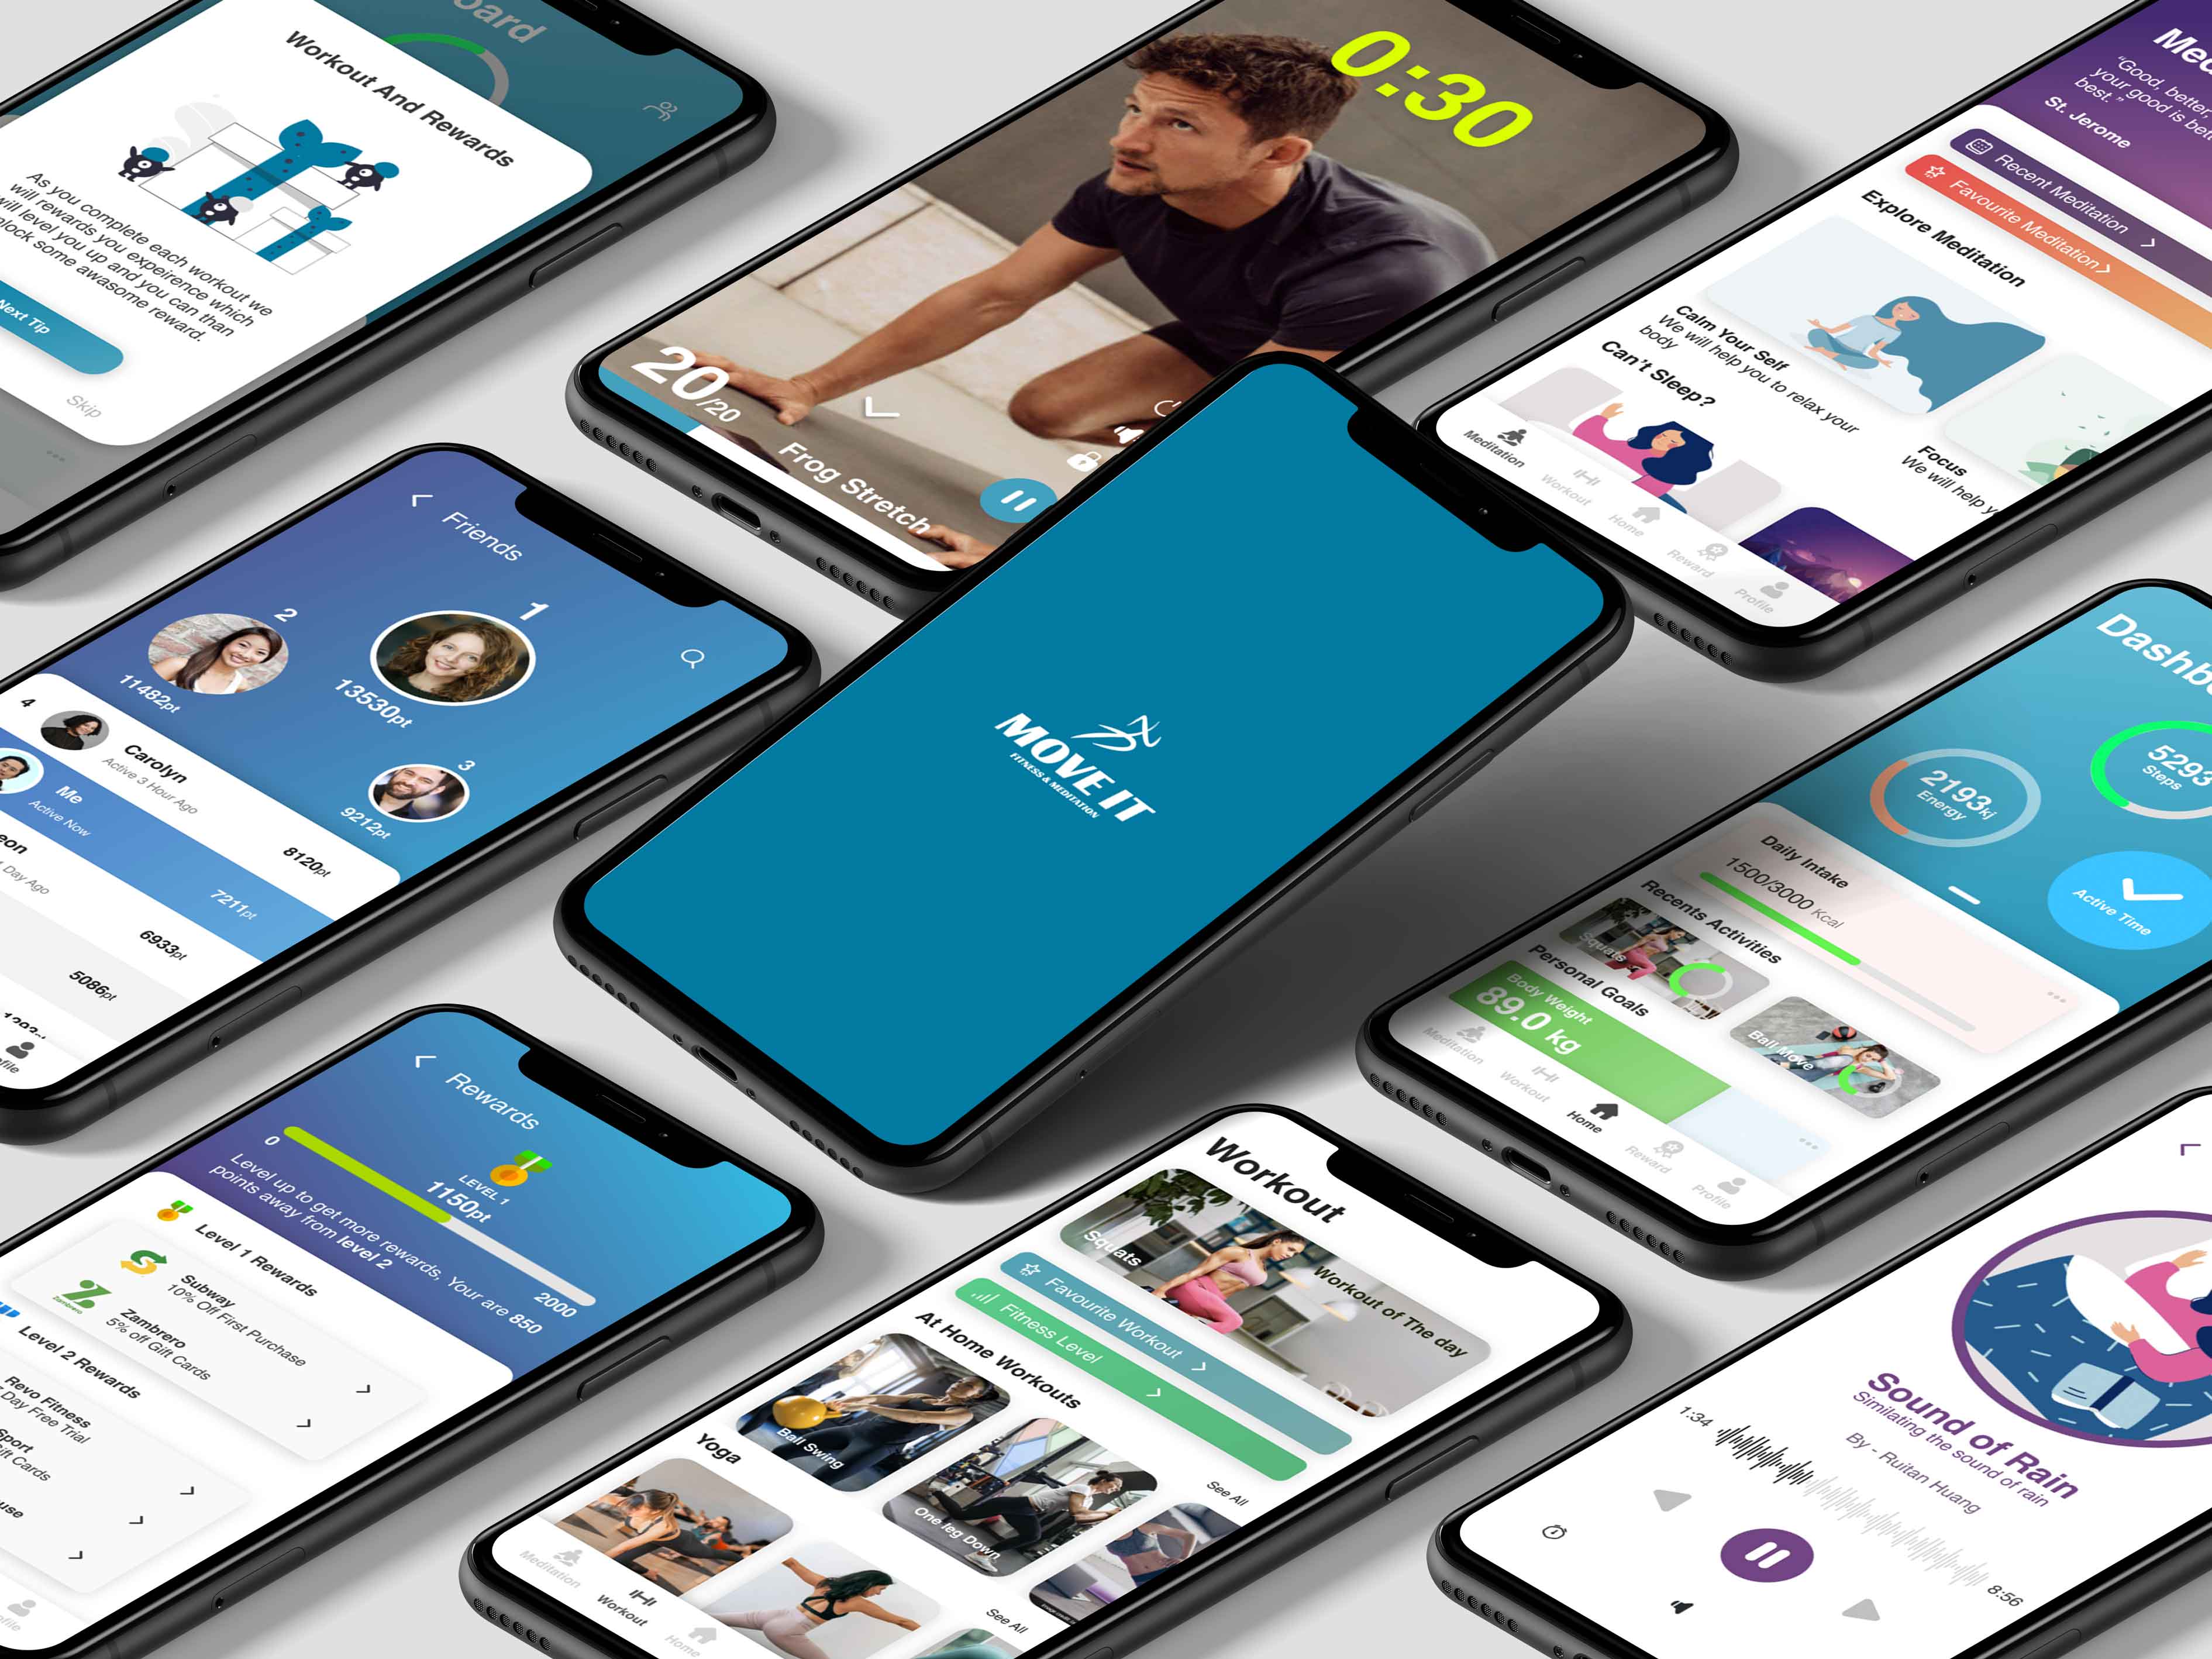 Workout And Rewards
As you complete each workout we
will rewards you expeirence which
will level you up and you can than
some awasome reward.
Next Tip
Skip
0:30
20/20
Frog Stretch
"Good, better
your good is
best. "
St. Jerome
Recent Meditation
Favourite Meditation
Explore Meditation
Calm Your Self
We will help you to relax your
body
Focus
We will help
Can't Sleep?
Meditation
Workout
Home
Reward
Profile
Friends
2
11482pt
1
13530pt
3
9212pt
4
Carolyn
Active 3 Hour Ago
8120pt
Me
Active Now
7211pt
Day Ago
6933pt
5086pt
MOVE IT
FITNESS & MEDITATION
2193kj
Energy
5293
Steps
Active Time
Daily Intake
1500/3000 Kcal
Recents Activities
Squats
Ball Move
Personal Goals
Body Weight
89.0 kg
Meditation
Workout
Home
Reward
Profile
Rewards
LEVEL 1
1150pt
0
2000
Level up to get more rewards, Your are 850
points away from level 2
Level 1 Rewards
Subway
10% Off First Purchase
Zambrero
Zambrero
5% off Gift Cards
Level 2 Rewards
Revo Fitness
Day Free Trial
Cards
Workout
Squats
Workout of The day
Favourite Workout
Fitness Level
At Home Workouts
Ball Swing
One leg Down
See All
Yoga
See All
Meditation
Workout
Home
Sound of Rain
Similating the sound of rain
By - Ruitan Huang
1:34
8:56